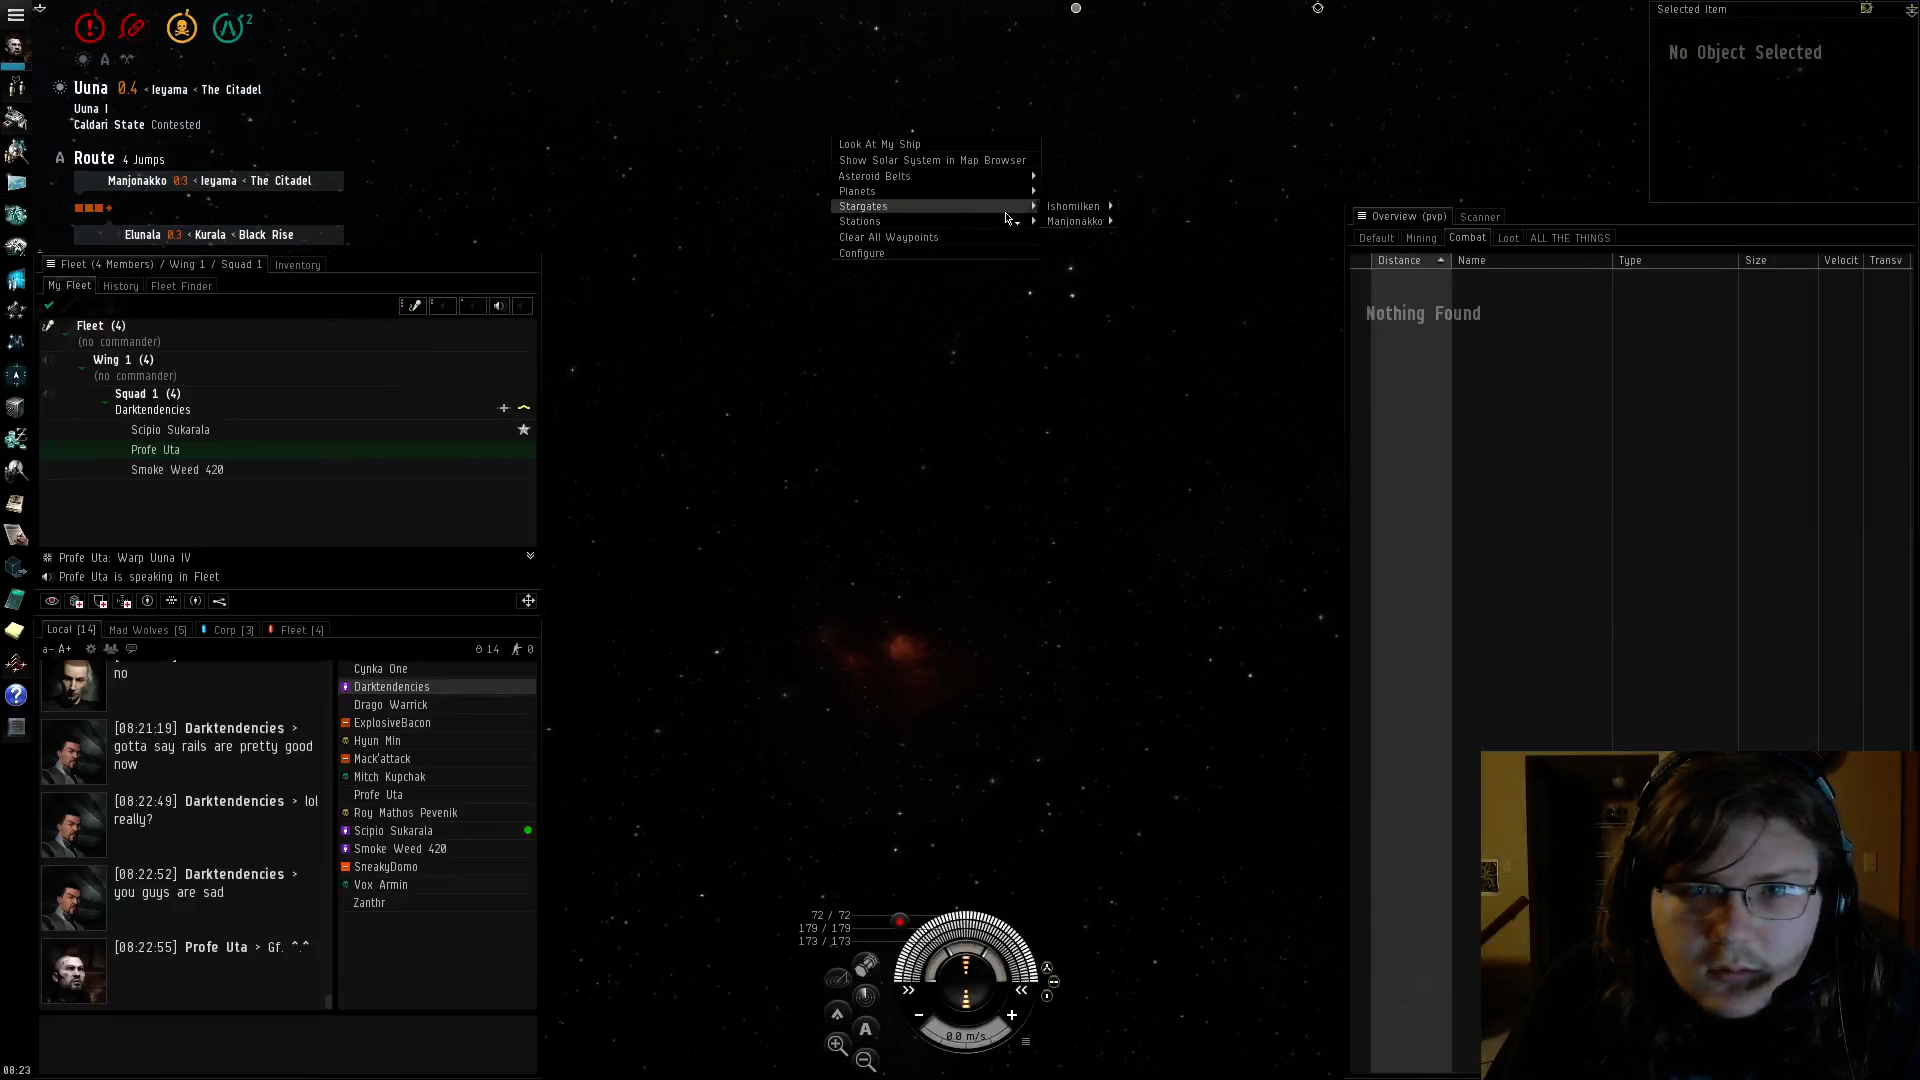 2
Uuna 0.4 < Ieyama < The Citadel
Uuna I
Caldari State Contested
A Route 4 Jumps
Manjonakko 0.3 < Ieyama < The Citadel
Elunala 0.3 < Kurala < Black Rise
Fleet (4 Members) / Wing 1 / Squad 1
Inventory
My Fleet
History
Fleet Finder
Fleet (4)
(no commander)
Wing 1 (4)
(no commander)
Squad 1 (4)
Darktendencies
Scipio Sukarala
Profe Uta
Smoke Weed 420
Profe Uta: Warp Uuna IV
Profe Uta is speaking in Fleet
Local [14]
Mad Wolves [5]
Corp [3]
Fleet [4]
a- A+
14
0
no
[08:21:19] Darktendencies >
gotta say rails are pretty good
now
[08:22:49] Darktendencies > lol
really?
[08:22:52] Darktendencies >
you guys are sad
[08:22:55] Profe Uta > Gf. ^.^
Cynka One
Darktendencies
Drago Warrick
ExplosiveBacon
Hyun Min
Mack'attack
Mitch Kupchak
Profe Uta
Roy Mathos Pevenik
Scipio Sukarala
Smoke Weed 420
SneakyDomo
Vox Armin
Zanthr
08:23
Look At My Ship
Show Solar System in Map Browser
Asteroid Belts
Planets
Stargates
Stations
Clear All Waypoints
Configure
Ishomilken
Manjonakko
72 / 72
179 / 179
173 / 173
A
0.0 m/s
Selected Item
No Object Selected
Overview (pvp)
Scanner
Default
Mining
Combat
Loot
ALL THE THINGS
Distance
Name
Type
Size
Velocit
Transv
Nothing Found